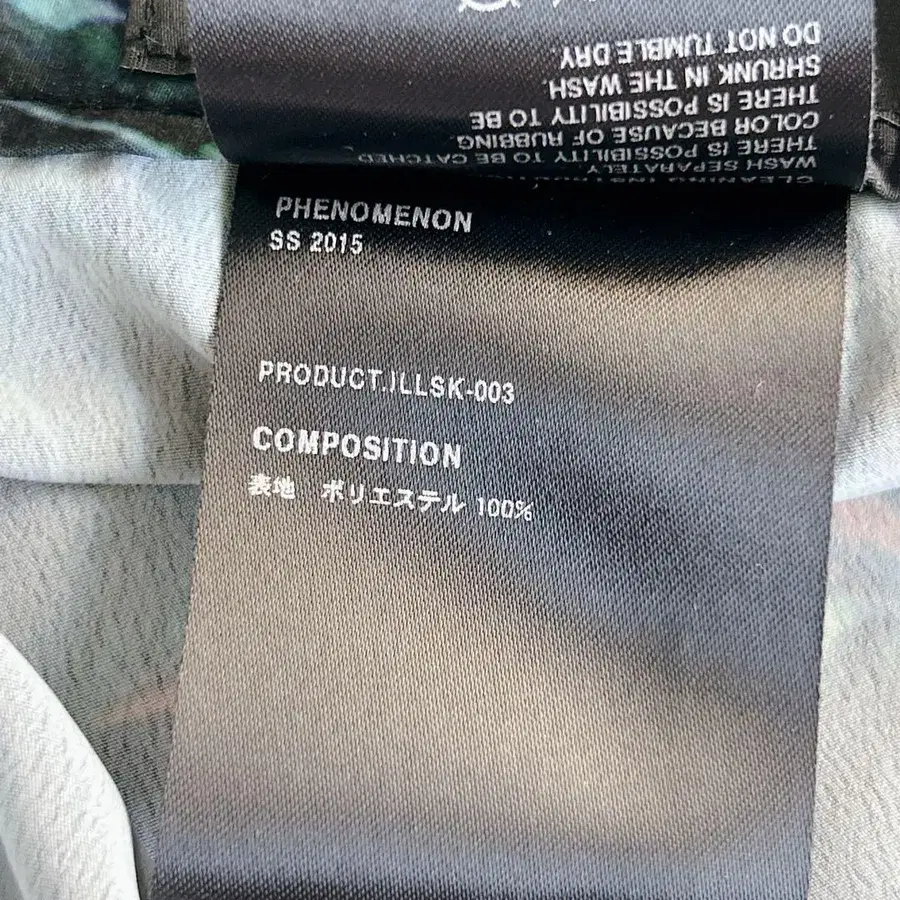 CLEANING
WASH SEPARATELY
THERE IS POSSIBILITY TO BE CATCHED
COLOR BECAUSE OF RUBBING.
THERE IS POSSIBILITY TO BE
SHRUNK IN THE WASH.
DO NOT TUMBLE DRY.
PHENOMENON
SS 2015
PRODUCT.ILLSK-003
COMPOSITION
表地 ポリエステル 100%